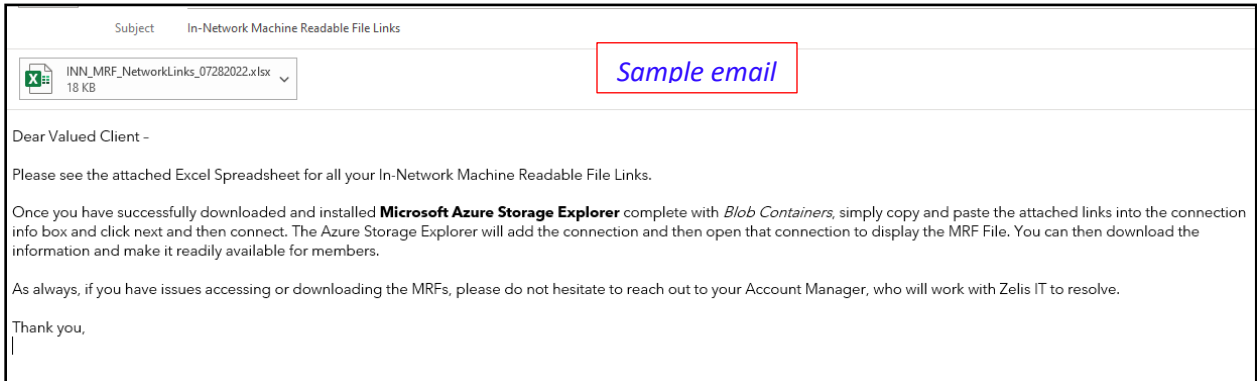 Subject In-Network Machine Readable File Links
INN_MRF_NetworkLinks_07282022.xlsx
18 KB
Sample email
Dear Valued Client –
Please see the attached Excel Spreadsheet for all your In-Network Machine Readable File Links.
Once you have successfully downloaded and installed Microsoft Azure Storage Explorer complete with Blob Containers, simply copy and paste the attached links into the connection
info box and click next and then connect. The Azure Storage Explorer will add the connection and then open that connection to display the MRF File. You can then download the
information and make it readily available for members.
As always, if you have issues accessing or downloading the MRFs, please do not hesitate to reach out to your Account Manager, who will work with Zelis IT to resolve.
Thank you,